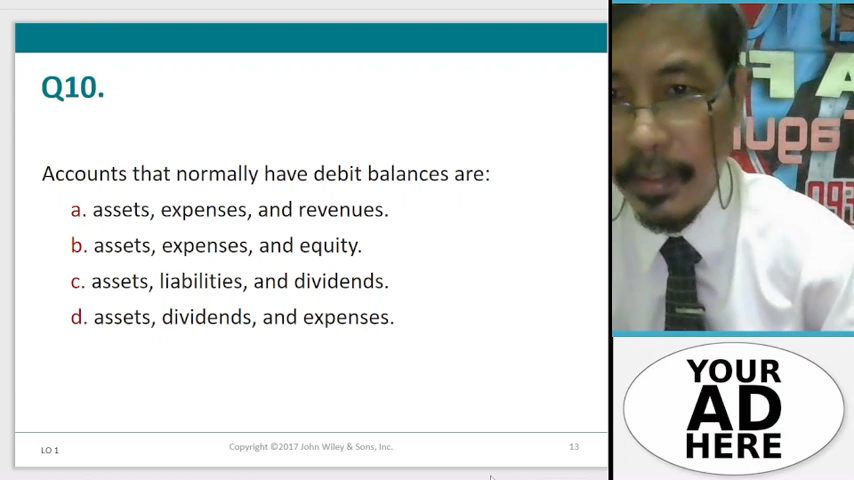 Q10.
Accounts that normally have debit balances are:
a. assets, expenses, and revenues.
b. assets, expenses, and equity.
c. assets, liabilities, and dividends.
d. assets, dividends, and expenses.
LO 1
Copyright ©2017 John Wiley & Sons, Inc.
13
YOUR
AD
HERE